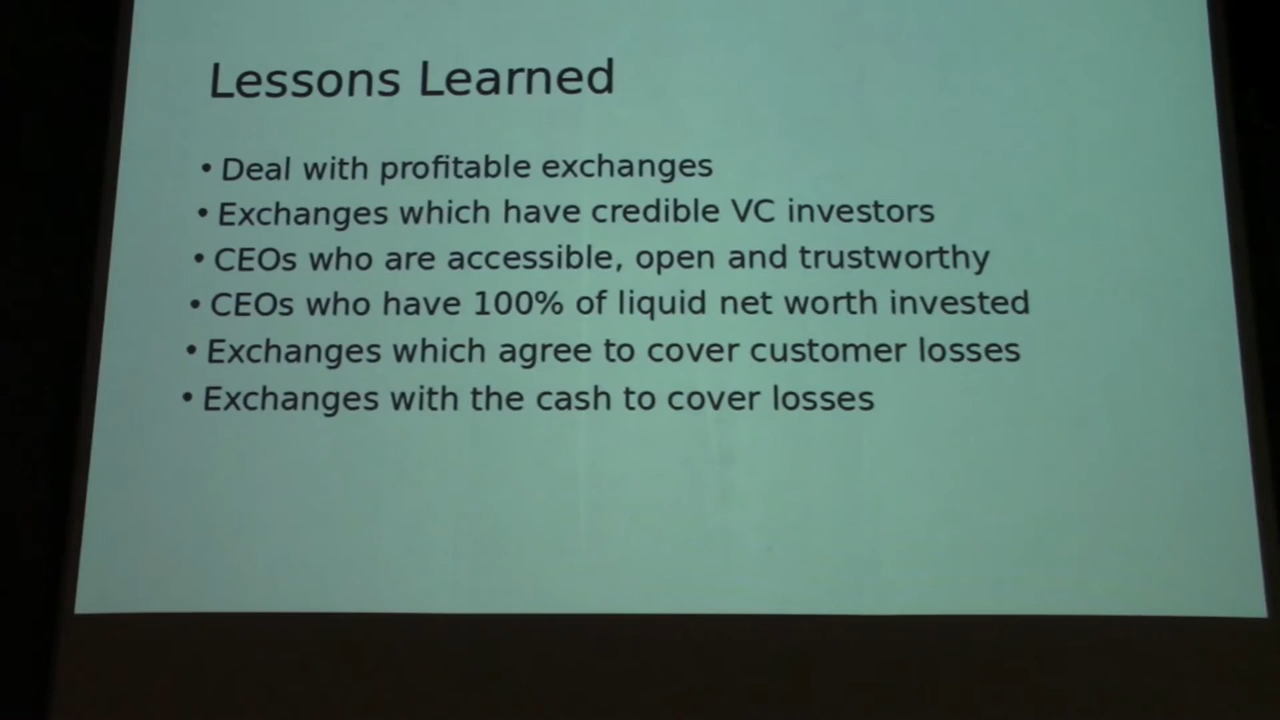 Lessons Learned
• Deal with profitable exchanges
• Exchanges which have credible VC investors
• CEOs who are accessible, open and trustworthy
• CEOs who have 100% of liquid net worth invested
• Exchanges which agree to cover customer losses
• Exchanges with the cash to cover losses